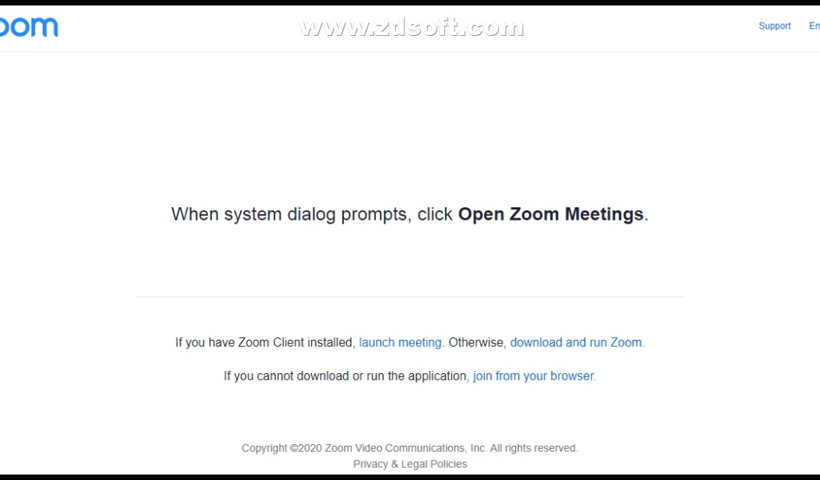 www.zdsoft.com
oom
Support
En
When system dialog prompts, click Open Zoom Meetings.
If you have Zoom Client installed, launch meeting. Otherwise, download and run Zoom.
If you cannot download or run the application, join from your browser.
Copyright ©2020 Zoom Video Communications, Inc. All rights reserved.
Privacy & Legal Policies